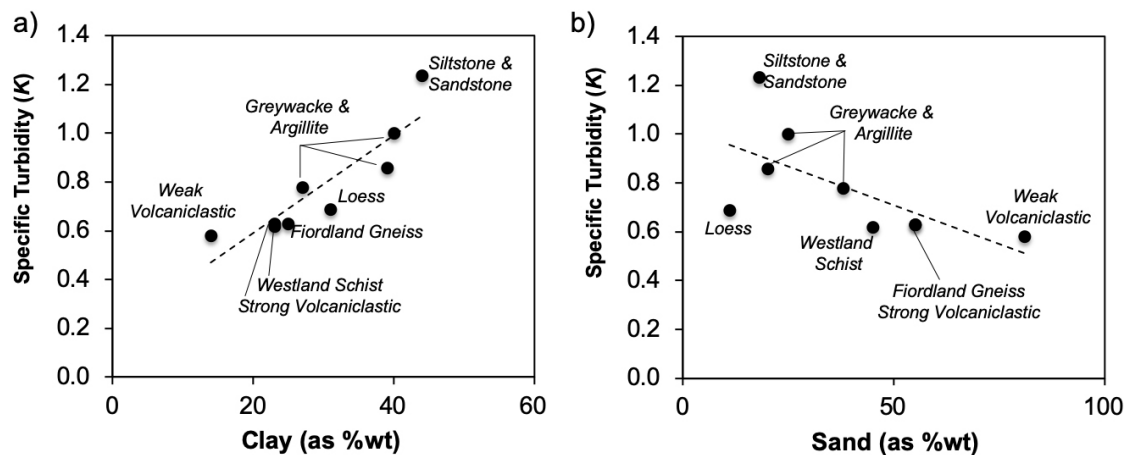 a)
Specific Turbidity (K)
1.4
1.2
1.0
0.8
0.6
0.4
0.2
0.0
Siltstone &
Sandstone
Greywacke &
Argillite
Weak
Volcaniclastic
Loess
Fiordland Gneiss
Westland Schist
Strong Volcaniclastic
0
20
40
60
Clay (as %wt)
b)
Specific Turbidity (K)
1.4
1.2
1.0
0.8
0.6
0.4
0.2
0.0
Siltstone &
Sandstone
Greywacke &
Argillite
Weak
Volcaniclastic
Loess
Westland
Schist
Fiordland Gneiss
Strong Volcaniclastic
0
50
100
Sand (as %wt)